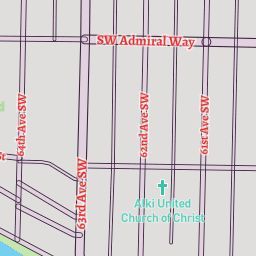 SW Admiral Way
64th Ave SW
63rd Ave SW
62nd Ave SW
61st Ave SW
St
Alki United
Church of Christ